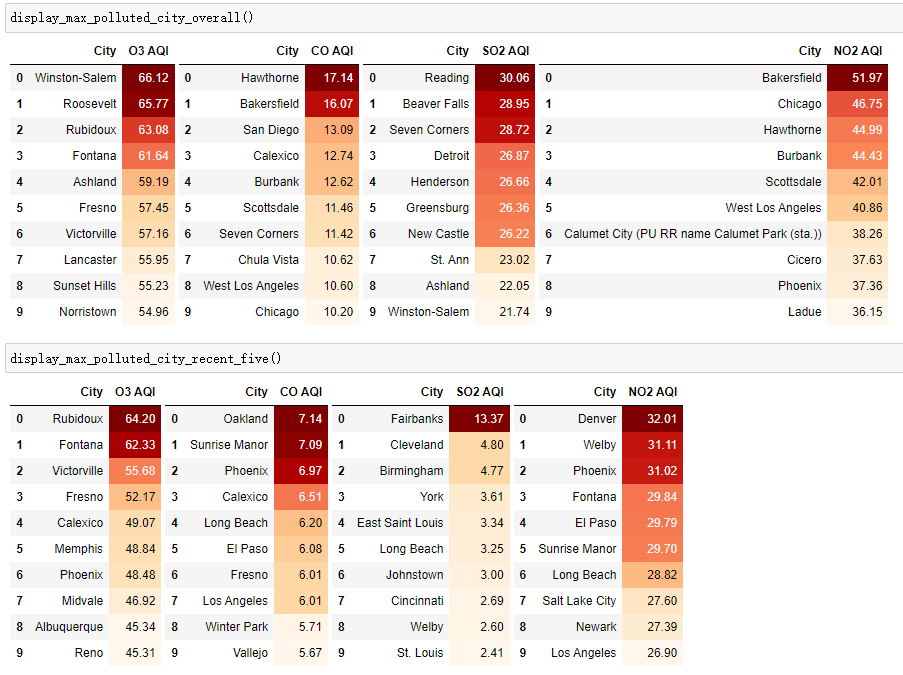 display_max_polluted_city_overall()
City O3 AQI City CO AQI City SO2 AQI City NO2 AQI
0 Winston-Salem 66.12 0 Hawthorne 17.14 0 Reading 30.06 0 Bakersfield 51.97
1 Roosevelt 65.77 1 Bakersfield 16.07 1 Beaver Falls 28.95 1 Chicago 46.75
2 Rubidoux 63.08 2 San Diego 13.09 2 Seven Corners 28.72 2 Hawthorne 44.99
3 Fontana 61.64 3 Calexico 12.74 3 Detroit 26.87 3 Burbank 44.43
4 Ashland 59.19 4 Burbank 12.62 4 Henderson 26.66 4 Scottsdale 42.01
5 Fresno 57.45 5 Scottsdale 11.46 5 Greensburg 26.36 5 West Los Angeles 40.86
6 Victorville 57.16 6 Seven Corners 11.42 6 New Castle 26.22 6 Calumet City (PU RR name Calumet Park (sta.)) 38.26
7 Lancaster 55.95 7 Chula Vista 10.62 7 St. Ann 23.02 7 Cicero 37.63
8 Sunset Hills 55.23 8 West Los Angeles 10.60 8 Ashland 22.05 8 Phoenix 37.36
9 Norristown 54.96 9 Chicago 10.20 9 Winston-Salem 21.74 9 Ladue 36.15
display_max_polluted_city_recent_five()
City O3 AQI City CO AQI City SO2 AQI City NO2 AQI
0 Rubidoux 64.20 0 Oakland 7.14 0 Fairbanks 13.37 0 Denver 32.01
1 Fontana 62.33 1 Sunrise Manor 7.09 1 Cleveland 4.80 1 Welby 31.11
2 Victorville 55.68 2 Phoenix 6.97 2 Birmingham 4.77 2 Phoenix 31.02
3 Fresno 52.17 3 Calexico 6.51 3 York 3.61 3 Fontana 29.84
4 Calexico 49.07 4 Long Beach 6.20 4 East Saint Louis 3.34 4 El Paso 29.79
5 Memphis 48.84 5 El Paso 6.08 5 Long Beach 3.25 5 Sunrise Manor 29.70
6 Phoenix 48.48 6 Fresno 6.01 6 Johnstown 3.00 6 Long Beach 28.82
7 Midvale 46.92 7 Los Angeles 6.01 7 Cincinnati 2.69 7 Salt Lake City 27.60
8 Albuquerque 45.34 8 Winter Park 5.71 8 Welby 2.60 8 Newark 27.39
9 Reno 45.31 9 Vallejo 5.67 9 St. Louis 2.41 9 Los Angeles 26.90